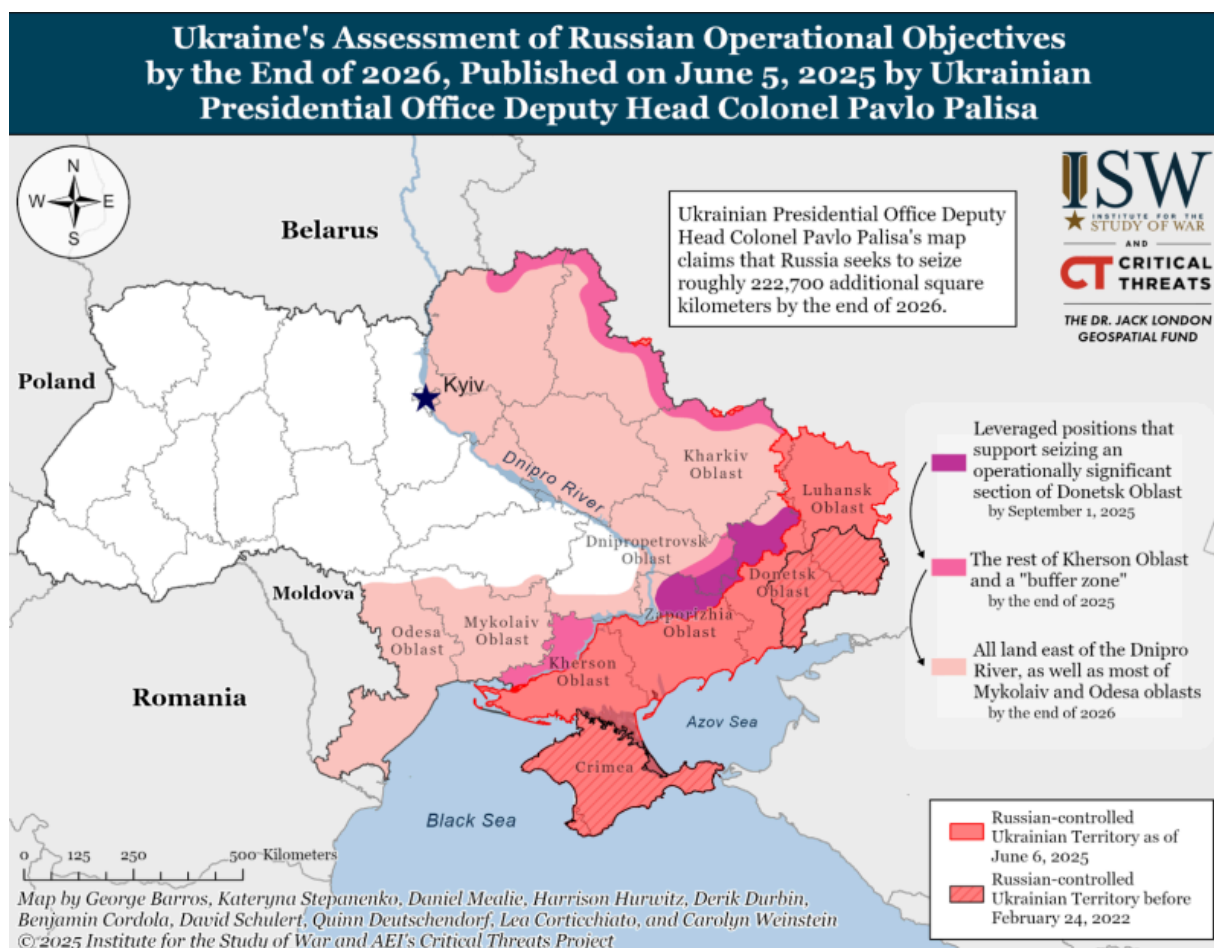 Ukraine's Assessment of Russian Operational Objectives
by the End of 2026, Published on June 5, 2025 by Ukrainian
Presidential Office Deputy Head Colonel Pavlo Palisa
N
W
E
S
Belarus
Ukrainian Presidential Office Deputy
Head Colonel Pavlo Palisa's map
claims that Russia seeks to seize
roughly 222,700 additional square
kilometers by the end of 2026.
ISW
INSTITUTE FOR THE
STUDY OF WAR
AND
CT CRITICAL
THREATS
THE DR. JACK LONDON
GEOSPATIAL FUND
Poland
Kyiv
Dnipro River
Kharkiv
Oblast
Luhansk
Oblast
Dnipropetrovsk
Oblast
Donetsk
Oblast
Moldova
Zaporizhia
Oblast
Odesa
Oblast
Mykolaiv
Oblast
Kherson
Oblast
Romania
Azov Sea
Crimea
Black Sea
Leveraged positions that
support seizing an
operationally significant
section of Donetsk Oblast
by September 1, 2025
The rest of Kherson Oblast
and a "buffer zone"
by the end of 2025
All land east of the Dnipro
River, as well as most of
Mykolaiv and Odesa oblasts
by the end of 2026
Russian-controlled
Ukrainian Territory as of
June 6, 2025
Russian-controlled
Ukrainian Territory before
February 24, 2022
0 125 250 500 Kilometers
Map by George Barros, Kateryna Stepanenko, Daniel Mealie, Harrison Hurwitz, Derik Durbin,
Benjamin Cordola, David Schulert, Quinn Deutschendorf, Lea Corticchiato, and Carolyn Weinstein
© 2025 Institute for the Study of War and AEI's Critical Threats Project